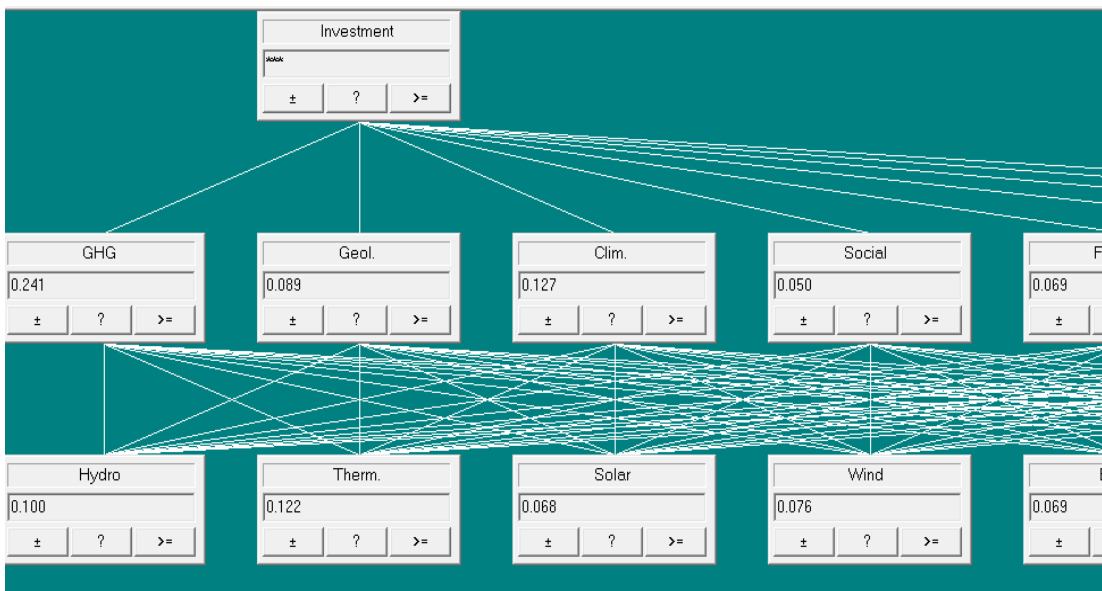 Investment
***
± ? >=
GHG Geol. Clim. Social F
0.241 0.089 0.127 0.050 0.069
± ? >= ± ? >= ± ? >= ± ? >= ±
Hydro Therm. Solar Wind
0.100 0.122 0.068 0.076 0.069
± ? >= ± ? >= ± ? >= ± ? >= ±